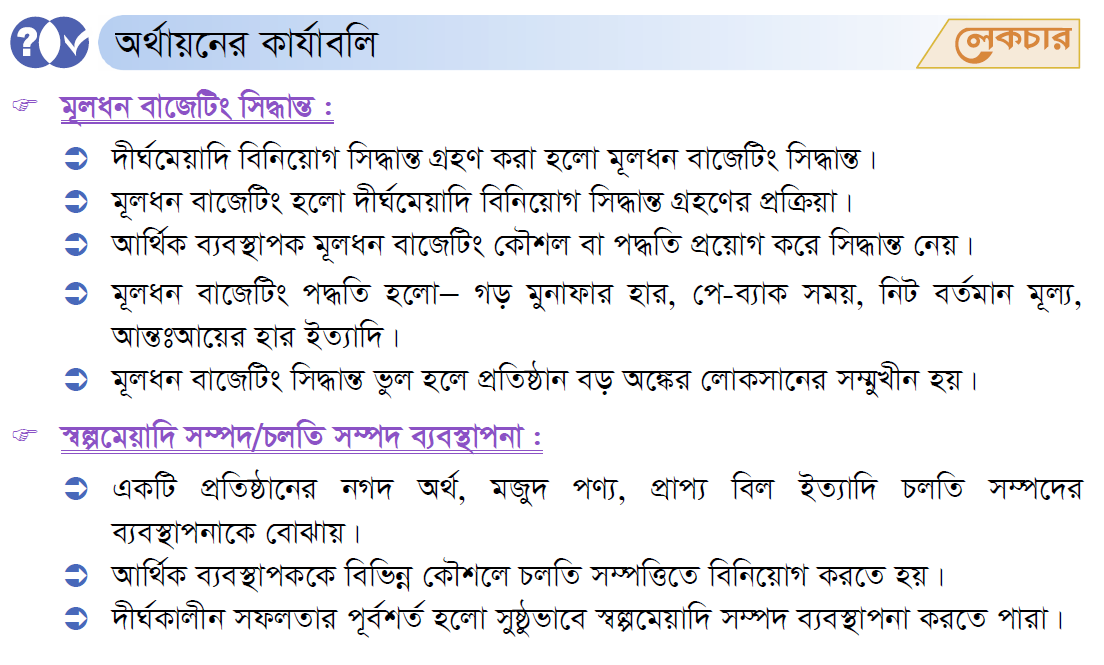 অর্থায়নের কার্যাবলি
লেকচার
মূলধন বাজেটিং সিদ্ধান্ত :
দীর্ঘমেয়াদি বিনিয়োগ সিদ্ধান্ত গ্রহণ করা হলো মূলধন বাজেটিং সিদ্ধান্ত।
মূলধন বাজেটিং হলো দীর্ঘমেয়াদি বিনিয়োগ সিদ্ধান্ত গ্রহণের প্রক্রিয়া।
আর্থিক ব্যবস্থাপক মূলধন বাজেটিং কৌশল বা পদ্ধতি প্রয়োগ করে সিদ্ধান্ত নেয়।
মূলধন বাজেটিং পদ্ধতি হলো– গড় মুনাফার হার, পে-ব্যাক সময়, নিট বর্তমান মূল্য,
আন্তঃআয়ের হার ইত্যাদি।
মূলধন বাজেটিং সিদ্ধান্ত ভুল হলে প্রতিষ্ঠান বড় অঙ্কের লোকসানের সম্মুখীন হয়।
স্বল্পমেয়াদি সম্পদ/চলতি সম্পদ ব্যবস্থাপনা :
একটি প্রতিষ্ঠানের নগদ অর্থ, মজুদ পণ্য, প্রাপ্য বিল ইত্যাদি চলতি সম্পদের
ব্যবস্থাপনাকে বোঝায়।
আর্থিক ব্যবস্থাপককে বিভিন্ন কৌশলে চলতি সম্পত্তিতে বিনিয়োগ করতে হয়।
দীর্ঘকালীন সফলতার পূর্বশর্ত হলো সুষ্ঠুভাবে স্বল্পমেয়াদি সম্পদ ব্যবস্থাপনা করতে পারা।